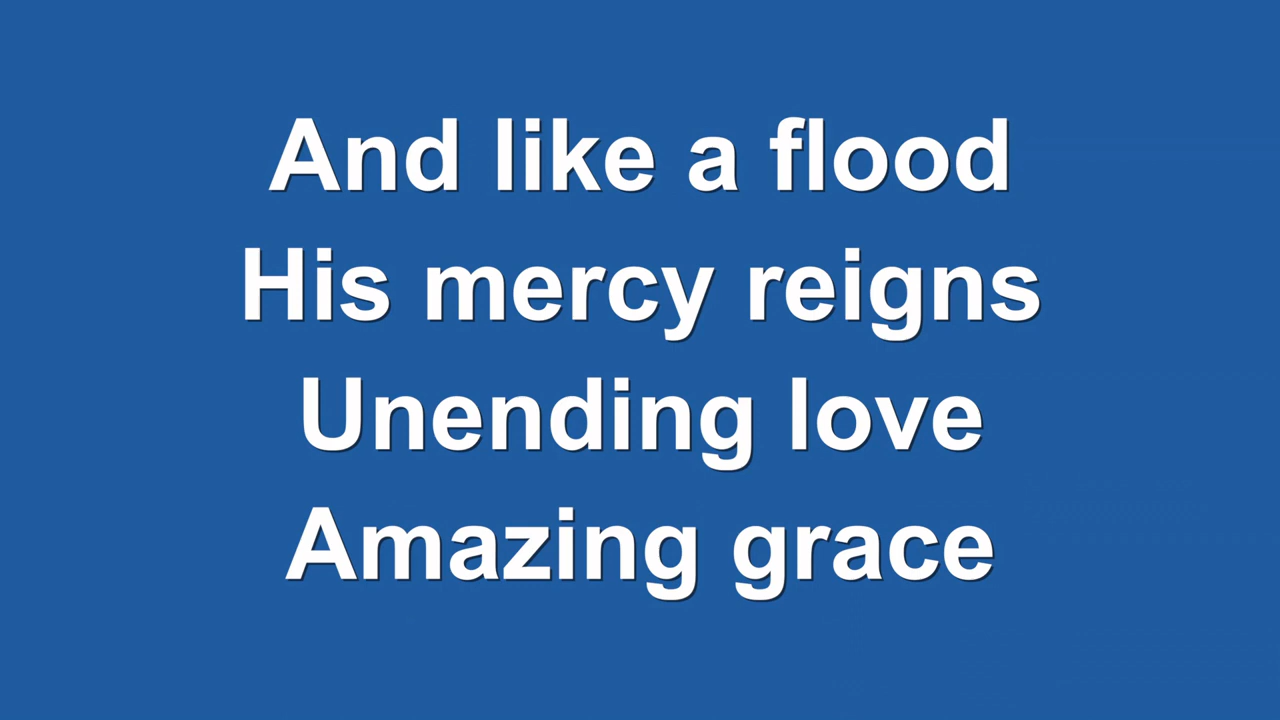 And like a flood
His mercy reigns
Unending love
Amazing grace